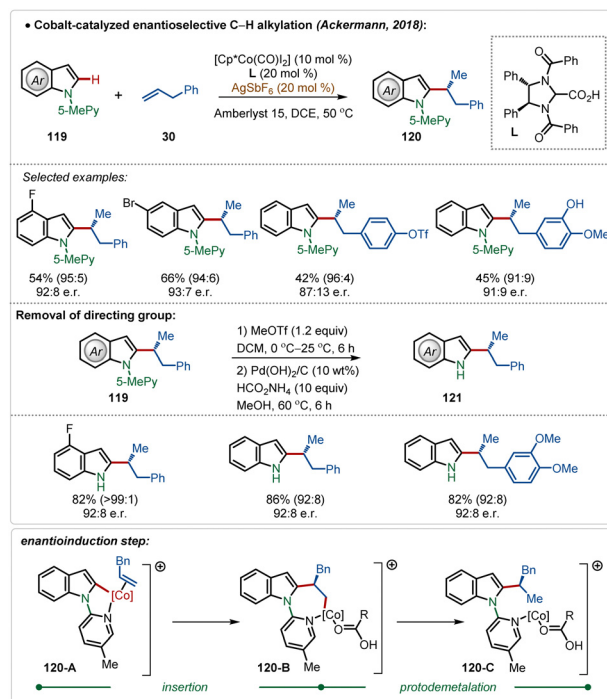 • Cobalt-catalyzed enantioselective C–H alkylation (Ackermann, 2018):
Ar
H
N
5-MePy
119
+
Ph
30
[Cp*Co(CO)I2] (10 mol %)
L (20 mol %)
AgSbF6 (20 mol %)
Amberlyst 15, DCE, 50 °C
Ar
Me
N
Ph
5-MePy
120
O
Ph
Ph
N
CO2H
Ph
N
O
Ph
L
Selected examples:
F
Me
N
Ph
5-MePy
54% (95:5)
92:8 e.r.
Br
Me
N
Ph
5-MePy
66% (94:6)
93:7 e.r.
Me
N
OTf
5-MePy
42% (96:4)
87:13 e.r.
Me
OH
N
OMe
5-MePy
45% (91:9)
91:9 e.r.
Removal of directing group:
Ar
Me
N
Ph
5-MePy
119
1) MeOTf (1.2 equiv)
DCM, 0 °C–25 °C, 6 h
2) Pd(OH)2/C (10 wt%)
HCO2NH4 (10 equiv)
MeOH, 60 °C, 6 h
Ar
Me
N
H
Ph
121
F
Me
N
H
Ph
82% (>99:1)
92:8 e.r.
Me
N
H
Ph
86% (92:8)
92:8 e.r.
Me
OMe
N
H
OMe
82% (92:8)
92:8 e.r.
enantioinduction step:
Bn
[Co]
N
N
Me
120-A
⊕
Bn
N
[Co]
N
R
O
OH
Me
120-B
⊕
Bn
Me
N
N
[Co]
R
O
OH
Me
120-C
⊕
insertion
protodemetalation